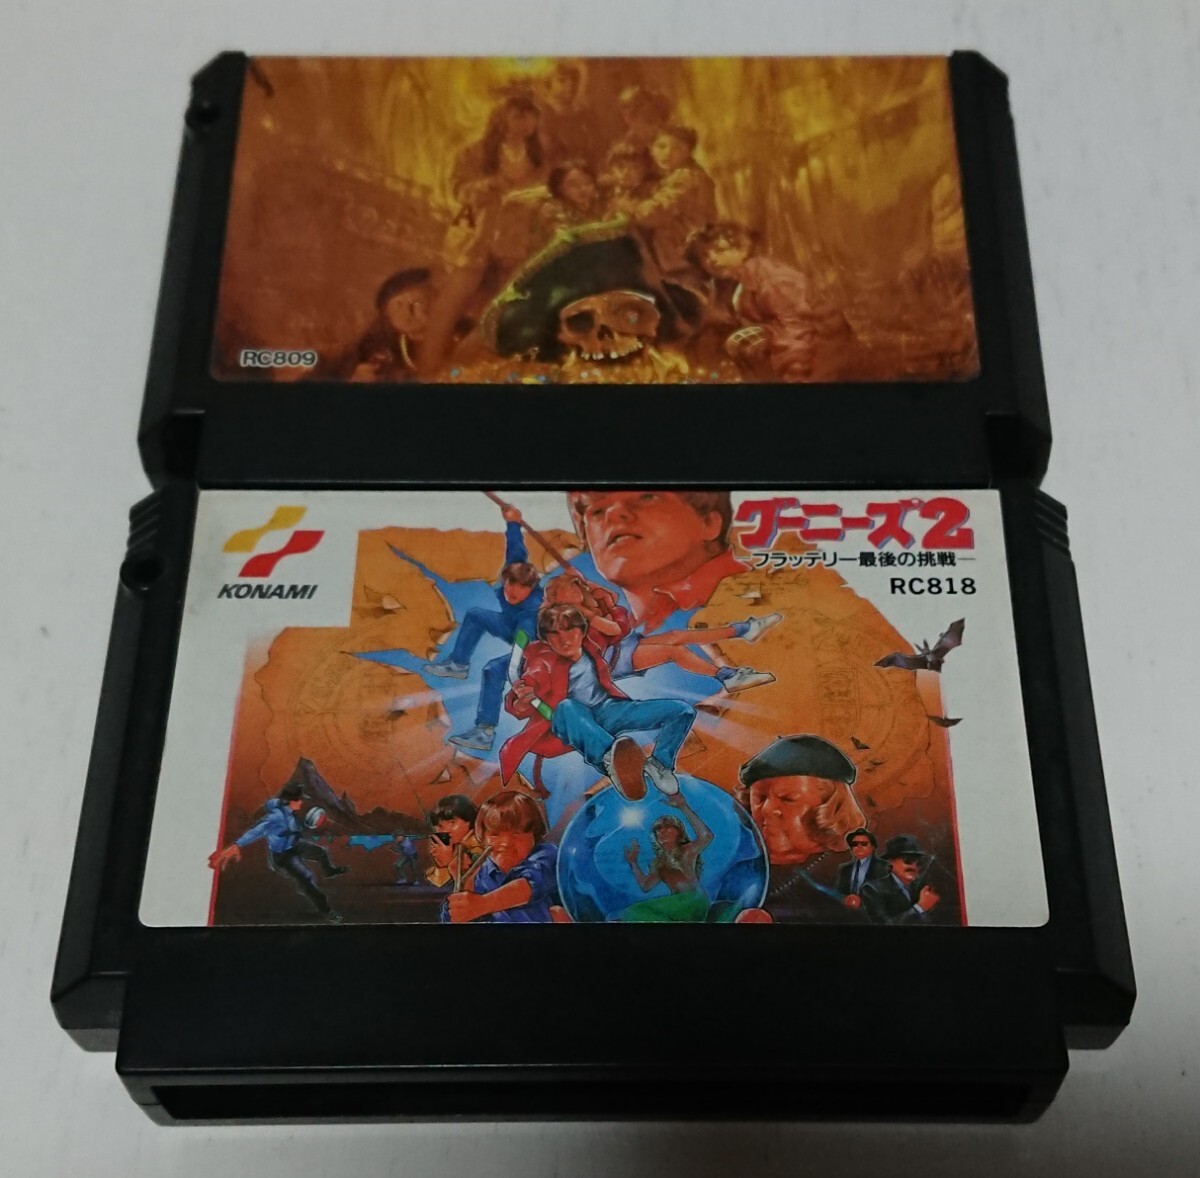 RC809
KONAMI
グーニーズ2
−フラッテリー最後の挑戦−
RC818